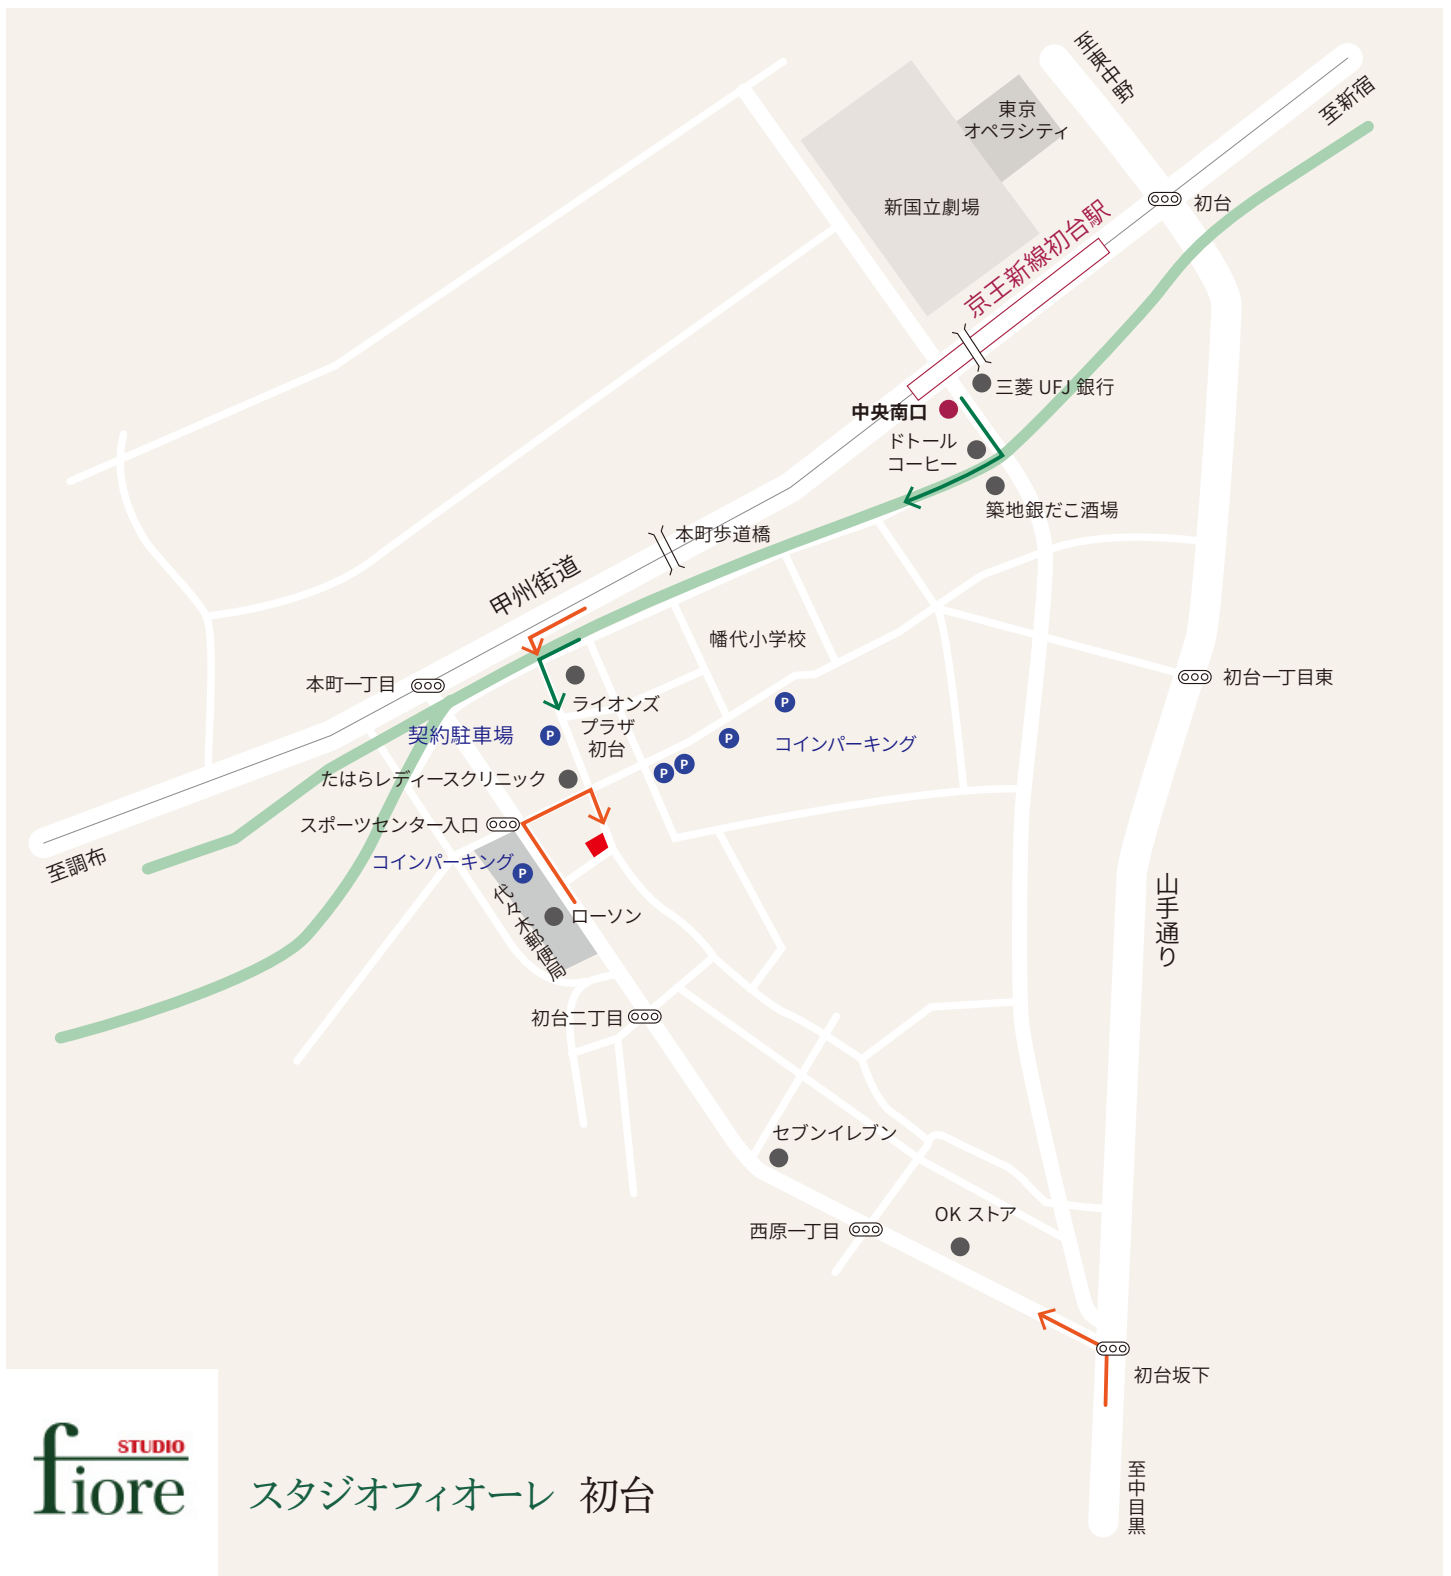 至東中野
至新宿
東京
オペラシティ
新国立劇場
初台
京王新線初台駅
三菱 UFJ 銀行
中央南口
ドトール
コーヒー
築地銀だこ酒場
本町歩道橋
甲州街道
幡代小学校
本町一丁目
初台一丁目東
ライオンズ
プラザ
初台
契約駐車場
P
P
P
P
P
コインパーキング
たはらレディースクリニック
スポーツセンター入口
至調布
コインパーキング
P
代々木郵便局
ローソン
山手通り
初台二丁目
セブンイレブン
西原一丁目
OK ストア
初台坂下
至中目黒
STUDIO
fiore
スタジオフィオーレ 初台